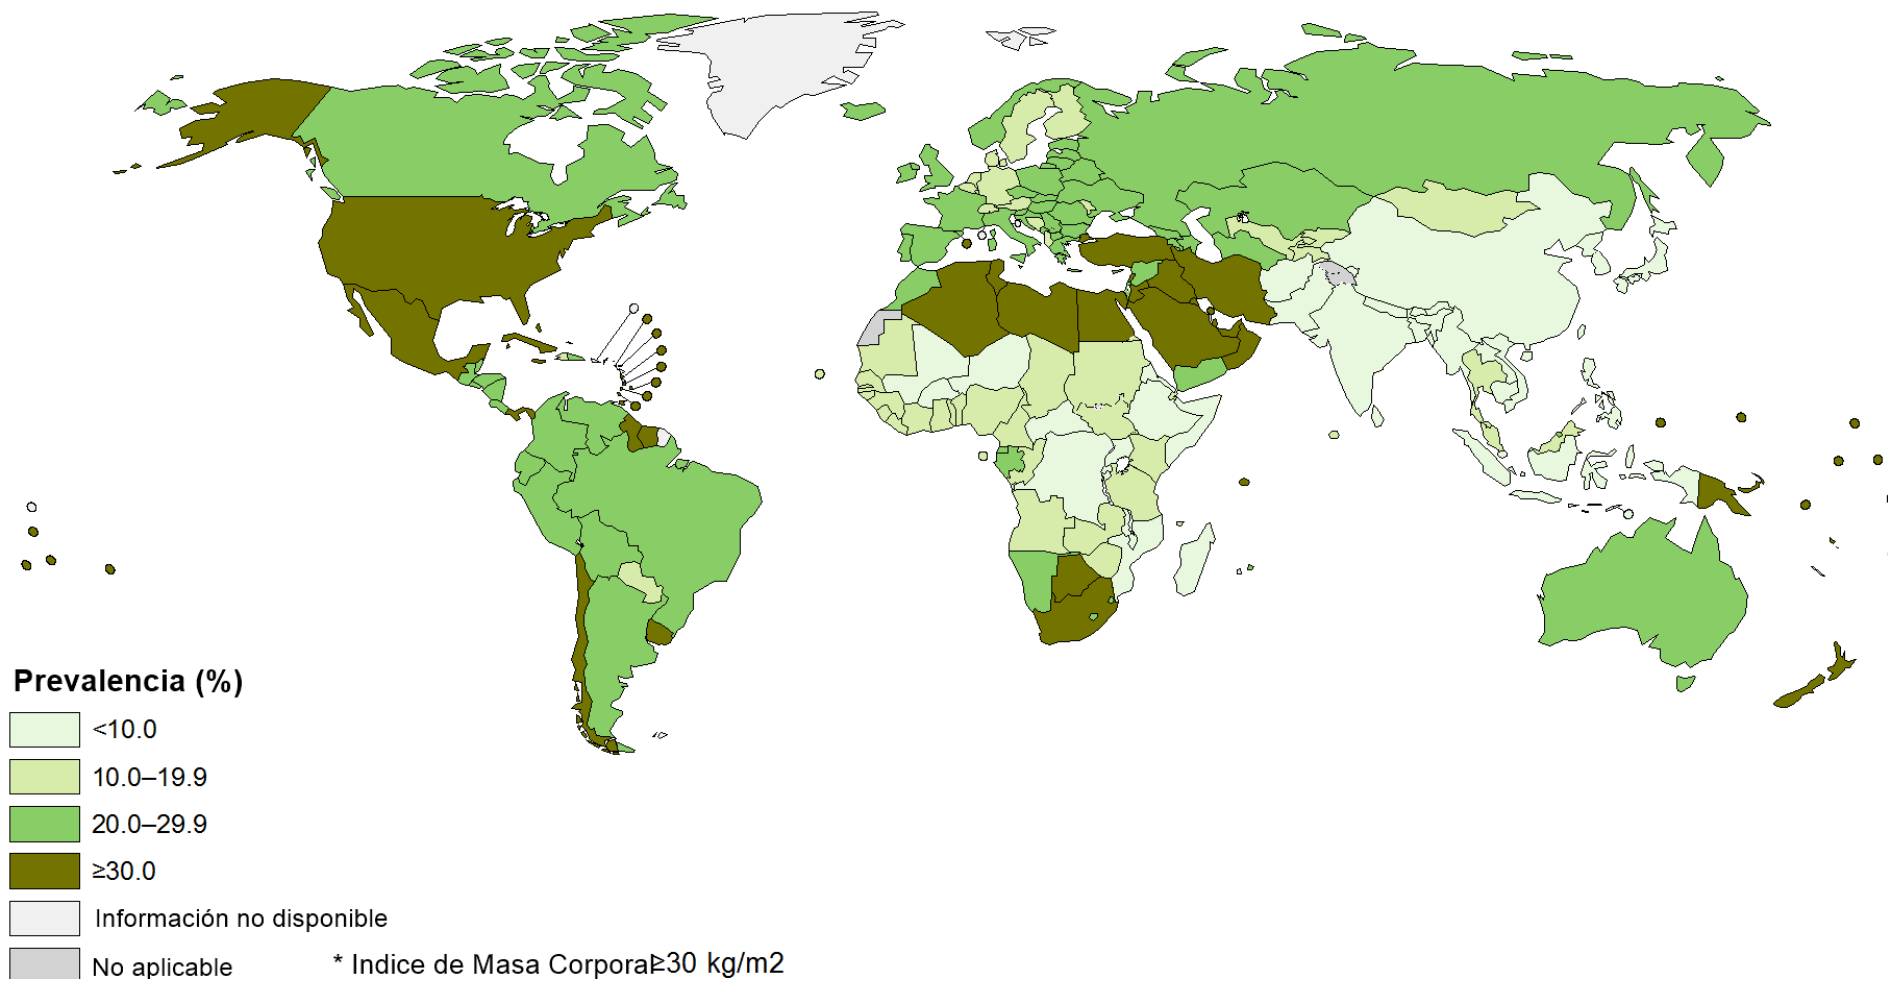 Prevalencia (%)
<10.0
10.0–19.9
20.0–29.9
≥30.0
Información no disponible
No aplicable
* Indice de Masa Corporal≥30 kg/m2